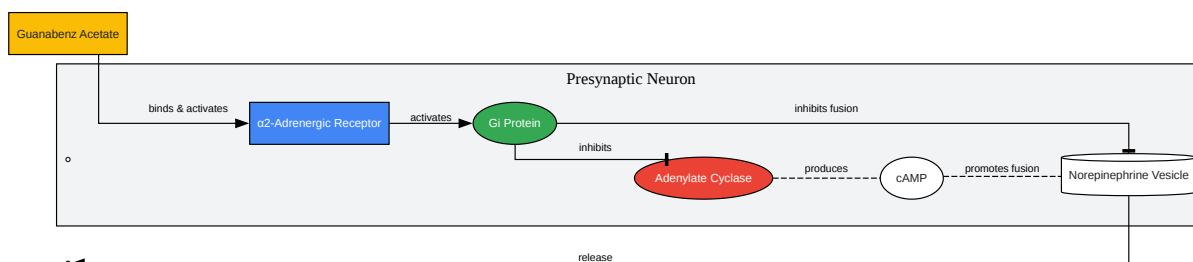 Guanabenz Acetate
Presynaptic Neuron
binds & activates
α2-Adrenergic Receptor
activates
Gi Protein
inhibits fusion
inhibits
Adenylate Cyclase
produces
cAMP
promotes fusion
Norepinephrine Vesicle
release